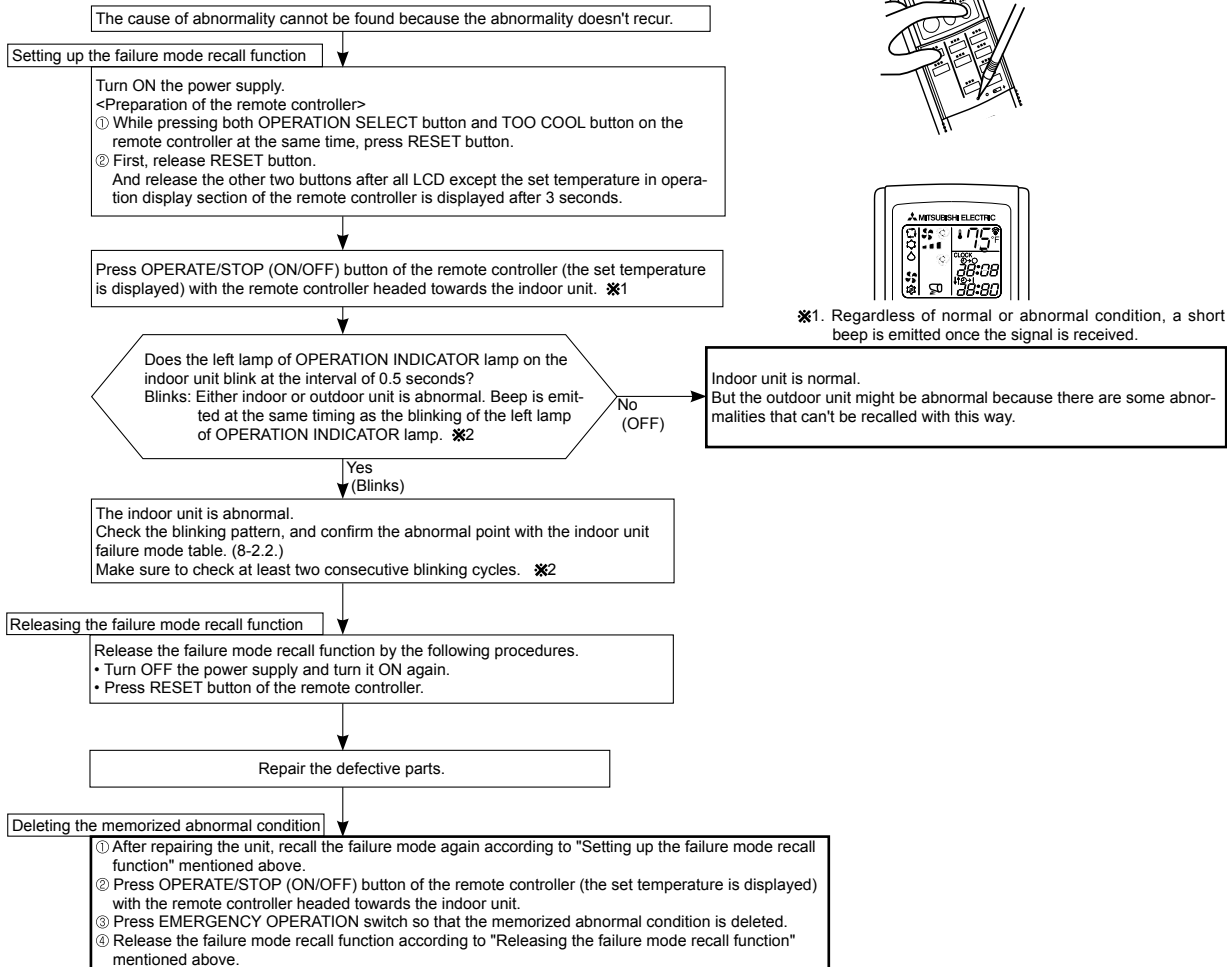 The cause of abnormality cannot be found because the abnormality doesn't recur.
Setting up the failure mode recall function
Turn ON the power supply.
<Preparation of the remote controller>
① While pressing both OPERATION SELECT button and TOO COOL button on the
remote controller at the same time, press RESET button.
② First, release RESET button.
And release the other two buttons after all LCD except the set temperature in opera-
tion display section of the remote controller is displayed after 3 seconds.
Press OPERATE/STOP (ON/OFF) button of the remote controller (the set temperature
is displayed) with the remote controller headed towards the indoor unit. ※1
MITSUBISHI ELECTRIC
75°F
CLOCK
88:08
88:80
※1. Regardless of normal or abnormal condition, a short
beep is emitted once the signal is received.
Does the left lamp of OPERATION INDICATOR lamp on the
indoor unit blink at the interval of 0.5 seconds?
Blinks: Either indoor or outdoor unit is abnormal. Beep is emit-
ted at the same timing as the blinking of the left lamp
of OPERATION INDICATOR lamp. ※2
No
(OFF)
Indoor unit is normal.
But the outdoor unit might be abnormal because there are some abnor-
malities that can't be recalled with this way.
Yes
(Blinks)
The indoor unit is abnormal.
Check the blinking pattern, and confirm the abnormal point with the indoor unit
failure mode table. (8-2.2.)
Make sure to check at least two consecutive blinking cycles. ※2
Releasing the failure mode recall function
Release the failure mode recall function by the following procedures.
• Turn OFF the power supply and turn it ON again.
• Press RESET button of the remote controller.
Repair the defective parts.
Deleting the memorized abnormal condition
① After repairing the unit, recall the failure mode again according to "Setting up the failure mode recall
function" mentioned above.
② Press OPERATE/STOP (ON/OFF) button of the remote controller (the set temperature is displayed)
with the remote controller headed towards the indoor unit.
③ Press EMERGENCY OPERATION switch so that the memorized abnormal condition is deleted.
④ Release the failure mode recall function according to "Releasing the failure mode recall function"
mentioned above.